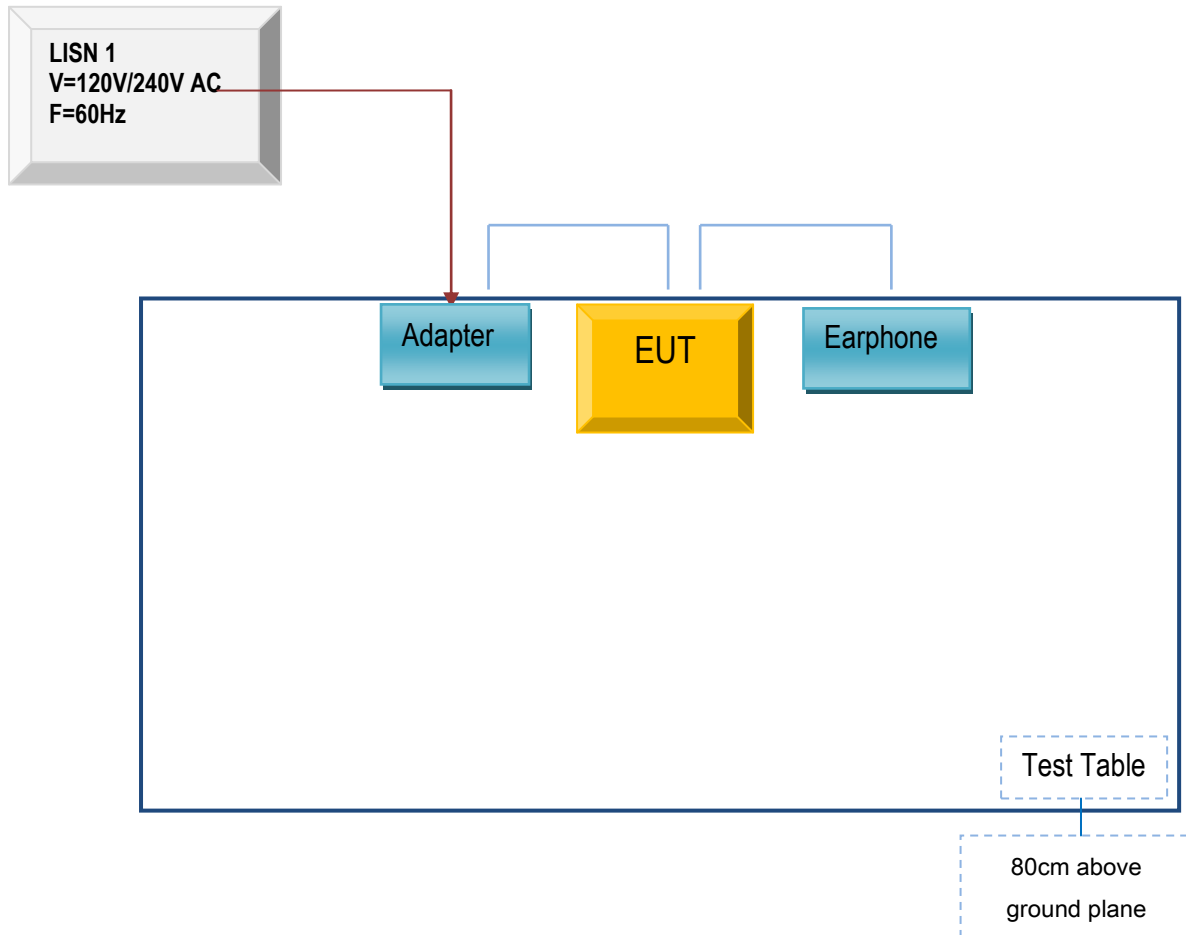 LISN 1
V=120V/240V AC
F=60Hz
Adapter
EUT
Earphone
Test Table
80cm above
ground plane